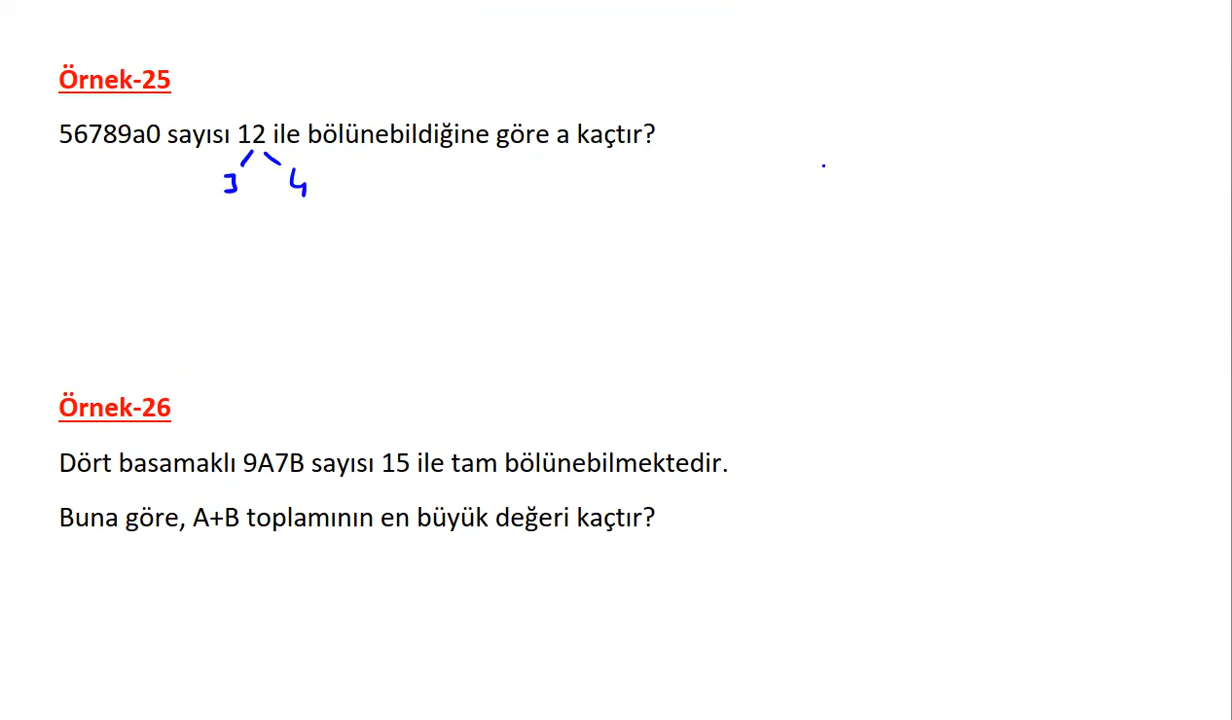 Örnek-25
56789a0 sayısı 12 ile bölünebildiğine göre a kaçtır?
3 4
Örnek-26
Dört basamaklı 9A7B sayısı 15 ile tam bölünebilmektedir.
Buna göre, A+B toplamının en büyük değeri kaçtır?